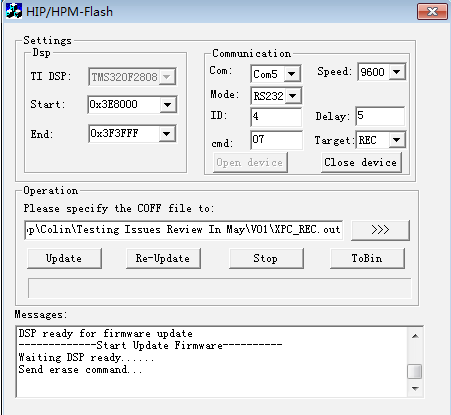 HIP/HPM-Flash
Settings
Dsp
TI DSP: TMS320F2808
Start: 0x3E8000
End: 0x3F3FFF
Communication
Com: Com5 Speed: 9600
Mode: RS232
ID: 4 Delay: 5
cmd: 07 Target: REC
Open device Close device
Operation
Please specify the COFF file to:
p\Colin\Testing Issues Review In May\V01\XPC_REC.out >>>
Update Re-Update Stop ToBin
Messages:
DSP ready for firmware update
-------------Start Update Firmware----------
Waiting DSP ready......
Send erase command...